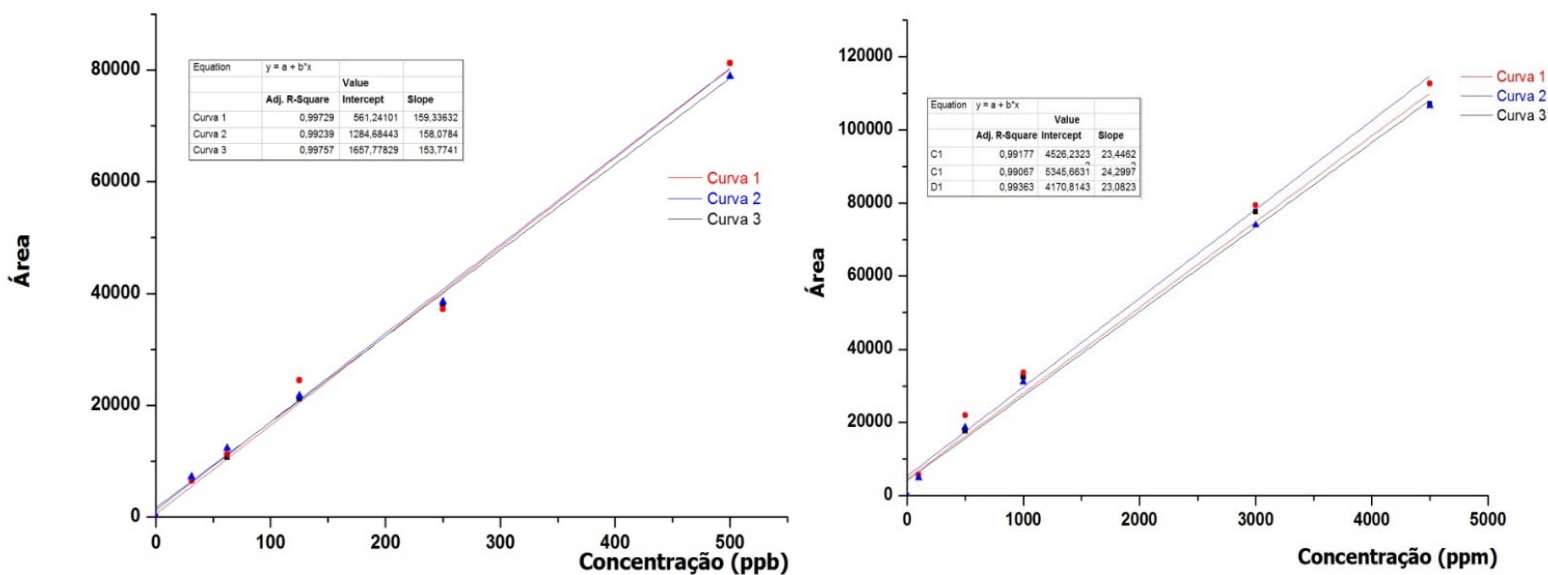 80000
60000
40000
20000
0
Área
Equation y = a + b*x
Value
Adj. R-Square Intercept Slope
Curva 1 0,99729 561,24101 159,33632
Curva 2 0,99239 1284,68443 158,0784
Curva 3 0,99757 1657,77829 153,7741
Curva 1
Curva 2
Curva 3
0 100 200 300 400 500
Concentração (ppb)
120000
100000
80000
60000
40000
20000
0
Área
Equation y = a + b*x
Value
Adj. R-Square Intercept Slope
C1 0,99177 4526,2323 23,4462
C1 0,99067 5345,6631 24,2997
D1 0,99363 4170,8143 23,0823
Curva 1
Curva 2
Curva 3
0 1000 2000 3000 4000 5000
Concentração (ppm)